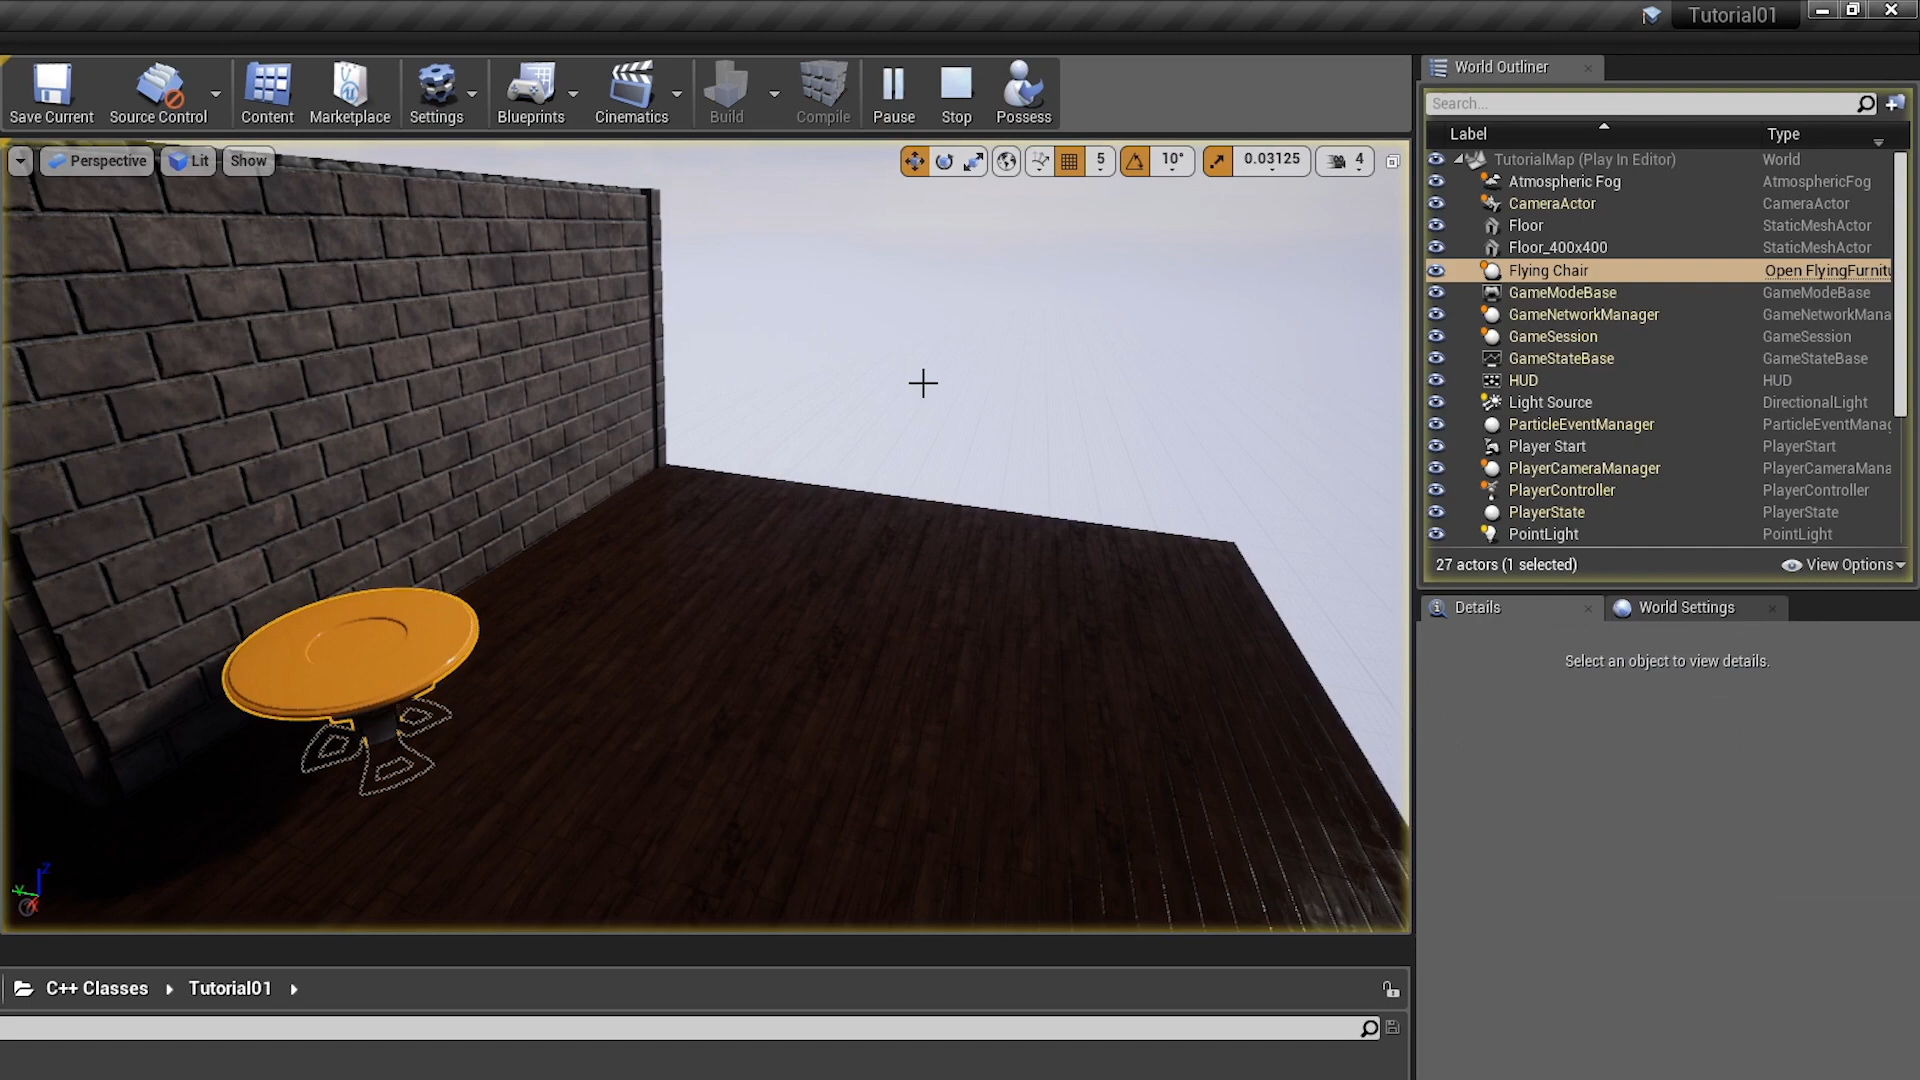 Tutorial01
Save Current
Source Control
Content
Marketplace
Settings
Blueprints
Cinematics
Build
Compile
Pause
Stop
Possess
Perspective
Lit
Show
5
10°
0.03125
4
World Outliner
Search...
Label Type
TutorialMap (Play In Editor) World
Atmospheric Fog AtmosphericFog
CameraActor CameraActor
Floor StaticMeshActor
Floor_400x400 StaticMeshActor
Flying Chair Open FlyingFurnitu
GameModeBase GameModeBase
GameNetworkManager GameNetworkMana
GameSession GameSession
GameStateBase GameStateBase
HUD HUD
Light Source DirectionalLight
ParticleEventManager ParticleEventManag
Player Start PlayerStart
PlayerCameraManager PlayerCameraMana
PlayerController PlayerController
PlayerState PlayerState
PointLight PointLight
27 actors (1 selected) View Options
Details
World Settings
Select an object to view details.
Z
Y
X
C++ Classes Tutorial01